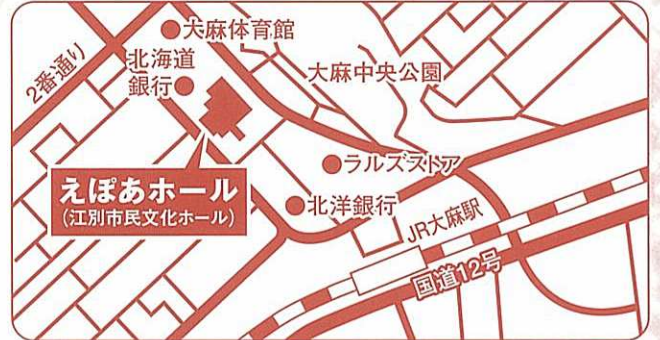 大麻体育館
2番通り
北海道
銀行
大麻中央公園
ラルズストア
えぽあホール
(江別市民文化ホール)
北洋銀行
JR大麻駅
国道12号